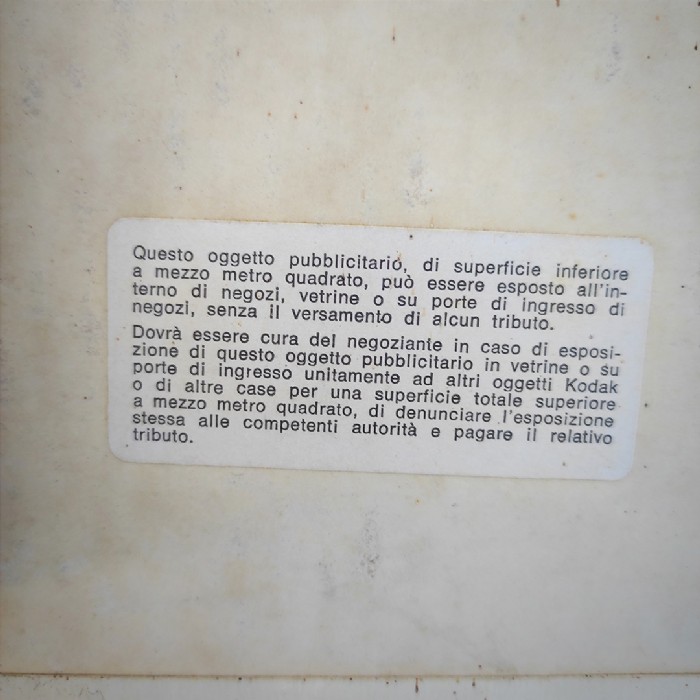 Questo oggetto pubblicitario, di superficie inferiore
a mezzo metro quadrato, può essere esposto all'in-
terno di negozi, vetrine o su porte di ingresso di
negozi, senza il versamento di alcun tributo.
Dovrà essere cura del negoziante in caso di esposi-
zione di questo oggetto pubblicitario in vetrine o su
porte di ingresso unitamente ad altri oggetti Kodak
o di altre case per una superficie totale superiore
a mezzo metro quadrato, di denunciare l'esposizione
stessa alle competenti autorità e pagare il relativo
tributo.